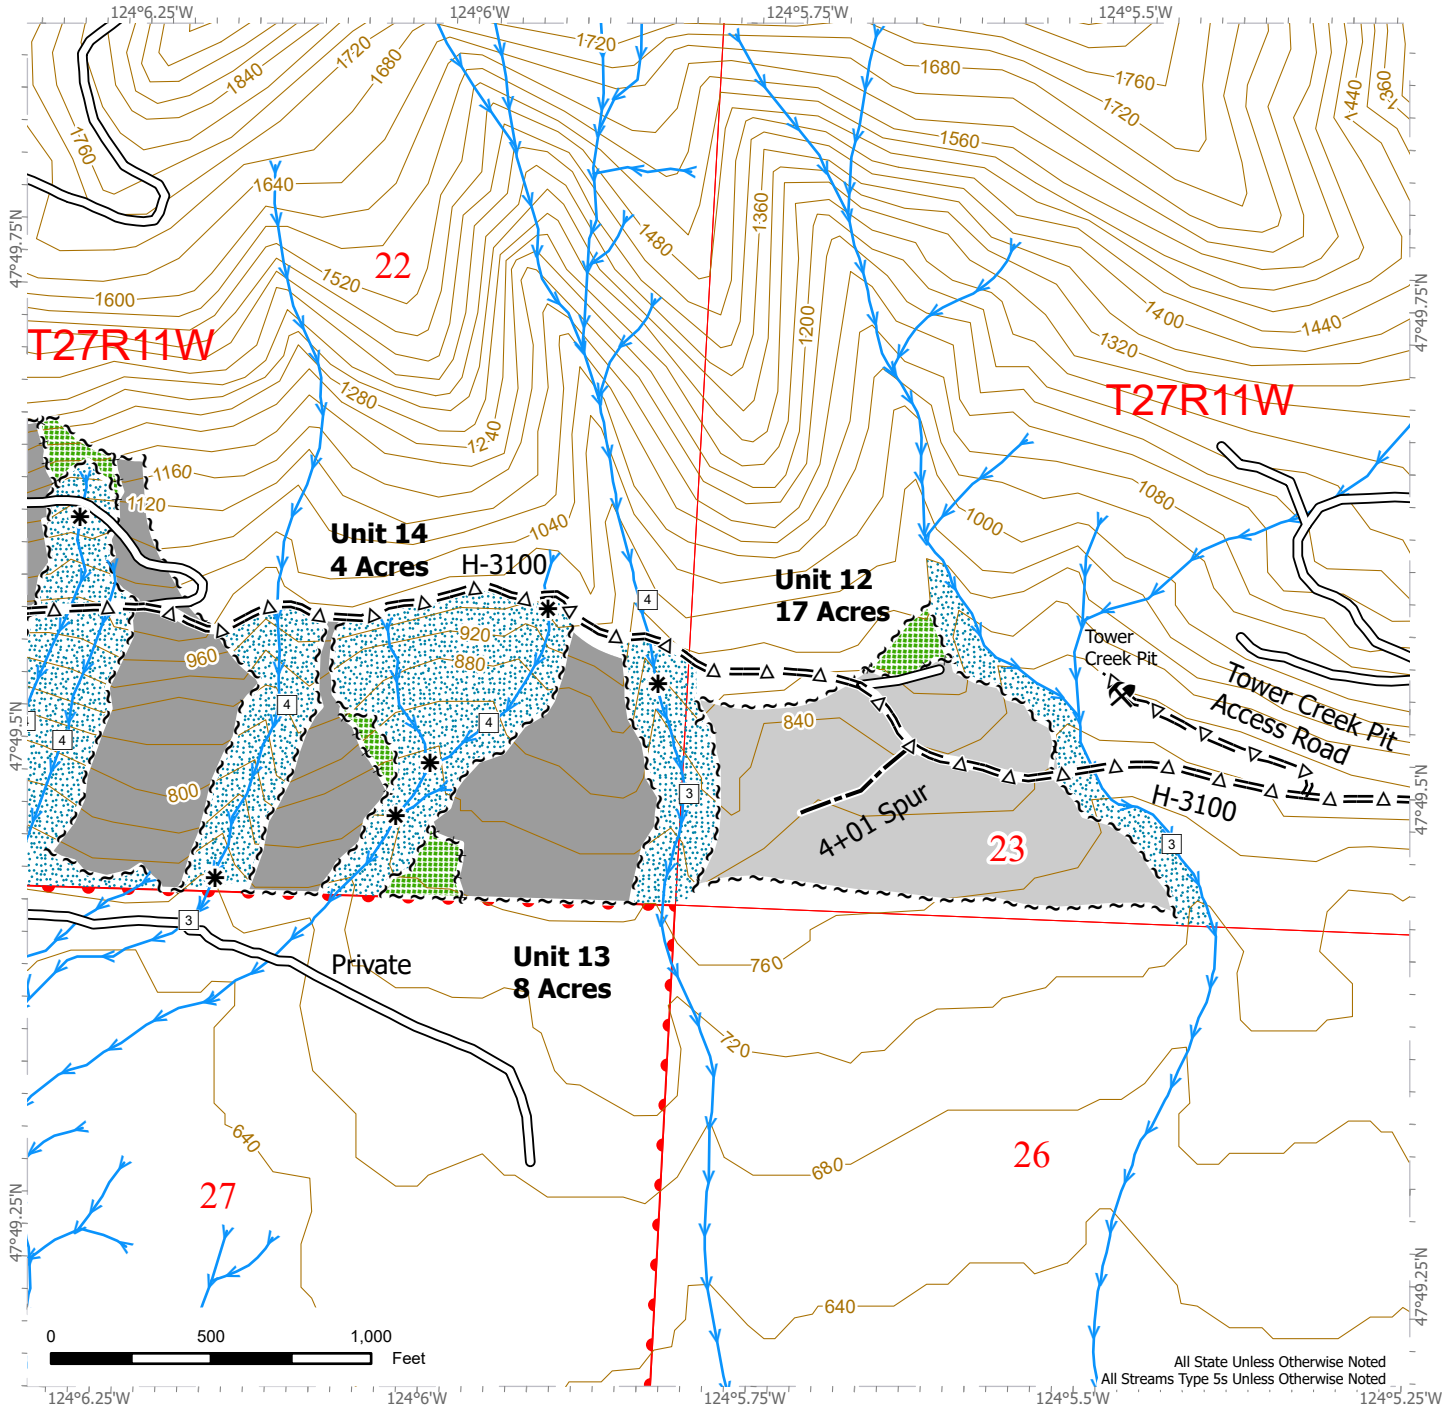 124°6.25'W
124°6'W
124°5.75'W
124°5.5'W
1720
1840
1680
1760
1640
1720
1680
1760
1720
1560
1440
1360
47°49.75'N
1480
1360
22
1520
1600
T27R11W
1200
1400
1440
1320
47°49.75'N
T27R11W
1280
1240
1160
1120
1040
1080
1000
Unit 14
4 Acres
H-3100
Unit 12
17 Acres
4
920
880
960
Tower
Creek Pit
Tower Creek Pit
Access Road
47°49.5'N
4
4
4
840
800
3
4+01 Spur
23
H-3100
3
47°49.5'N
3
Private
Unit 13
8 Acres
760
720
640
680
26
27
47°49.25'N
640
47°49.25'N
0
500
1,000
Feet
All State Unless Otherwise Noted
All Streams Type 5s Unless Otherwise Noted
124°6.25'W
124°6'W
124°5.75'W
124°5.5'W
124°5.25'W